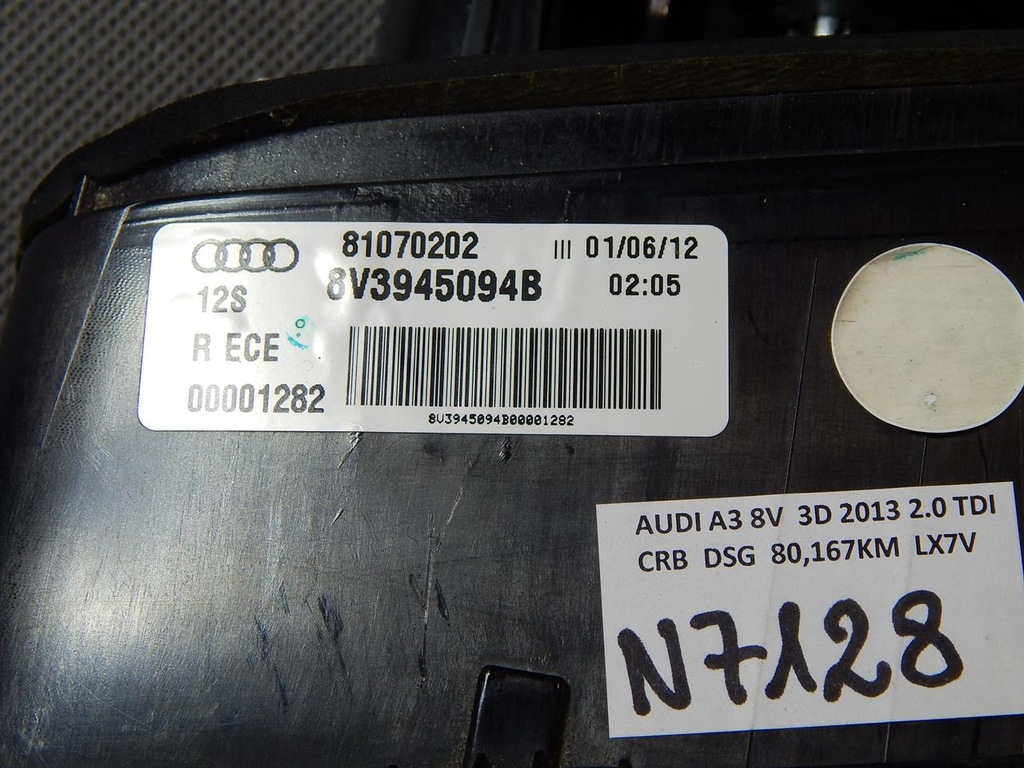 81070202 III 01/06/12
8V3945094B 02:05
12S
R ECE
00001282
8V3945094B00001282
AUDI A3 8V 3D 2013 2.0 TDI
CRB DSG 80,167KM LX7V
N7128